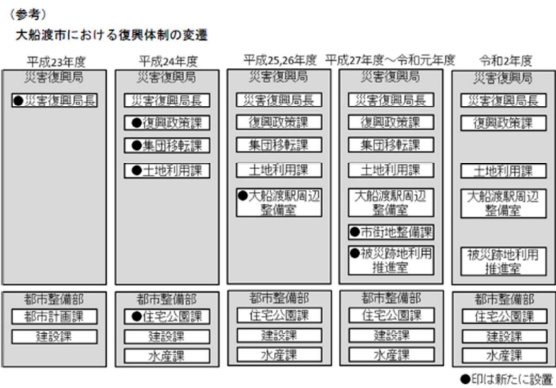 （参考）
大船渡市における復興体制の変遷
平成23年度
災害復興局
●災害復興局長
都市整備部
都市計画課
建設課
平成24年度
災害復興局
災害復興局長
●復興政策課
●集団移転課
●土地利用課
都市整備部
●住宅公園課
建設課
水産課
平成25,26年度
災害復興局
災害復興局長
復興政策課
集団移転課
土地利用課
●大船渡駅周辺
整備室
都市整備部
住宅公園課
建設課
水産課
平成27年度～令和元年度
災害復興局
災害復興局長
復興政策課
集団移転課
土地利用課
大船渡駅周辺
整備室
●市街地整備課
●被災跡地利用
推進室
都市整備部
住宅公園課
建設課
水産課
令和2年度
災害復興局
災害復興局長
復興政策課
土地利用課
大船渡駅周辺
整備室
被災跡地利用
推進室
都市整備部
住宅公園課
建設課
水産課
●印は新たに設置